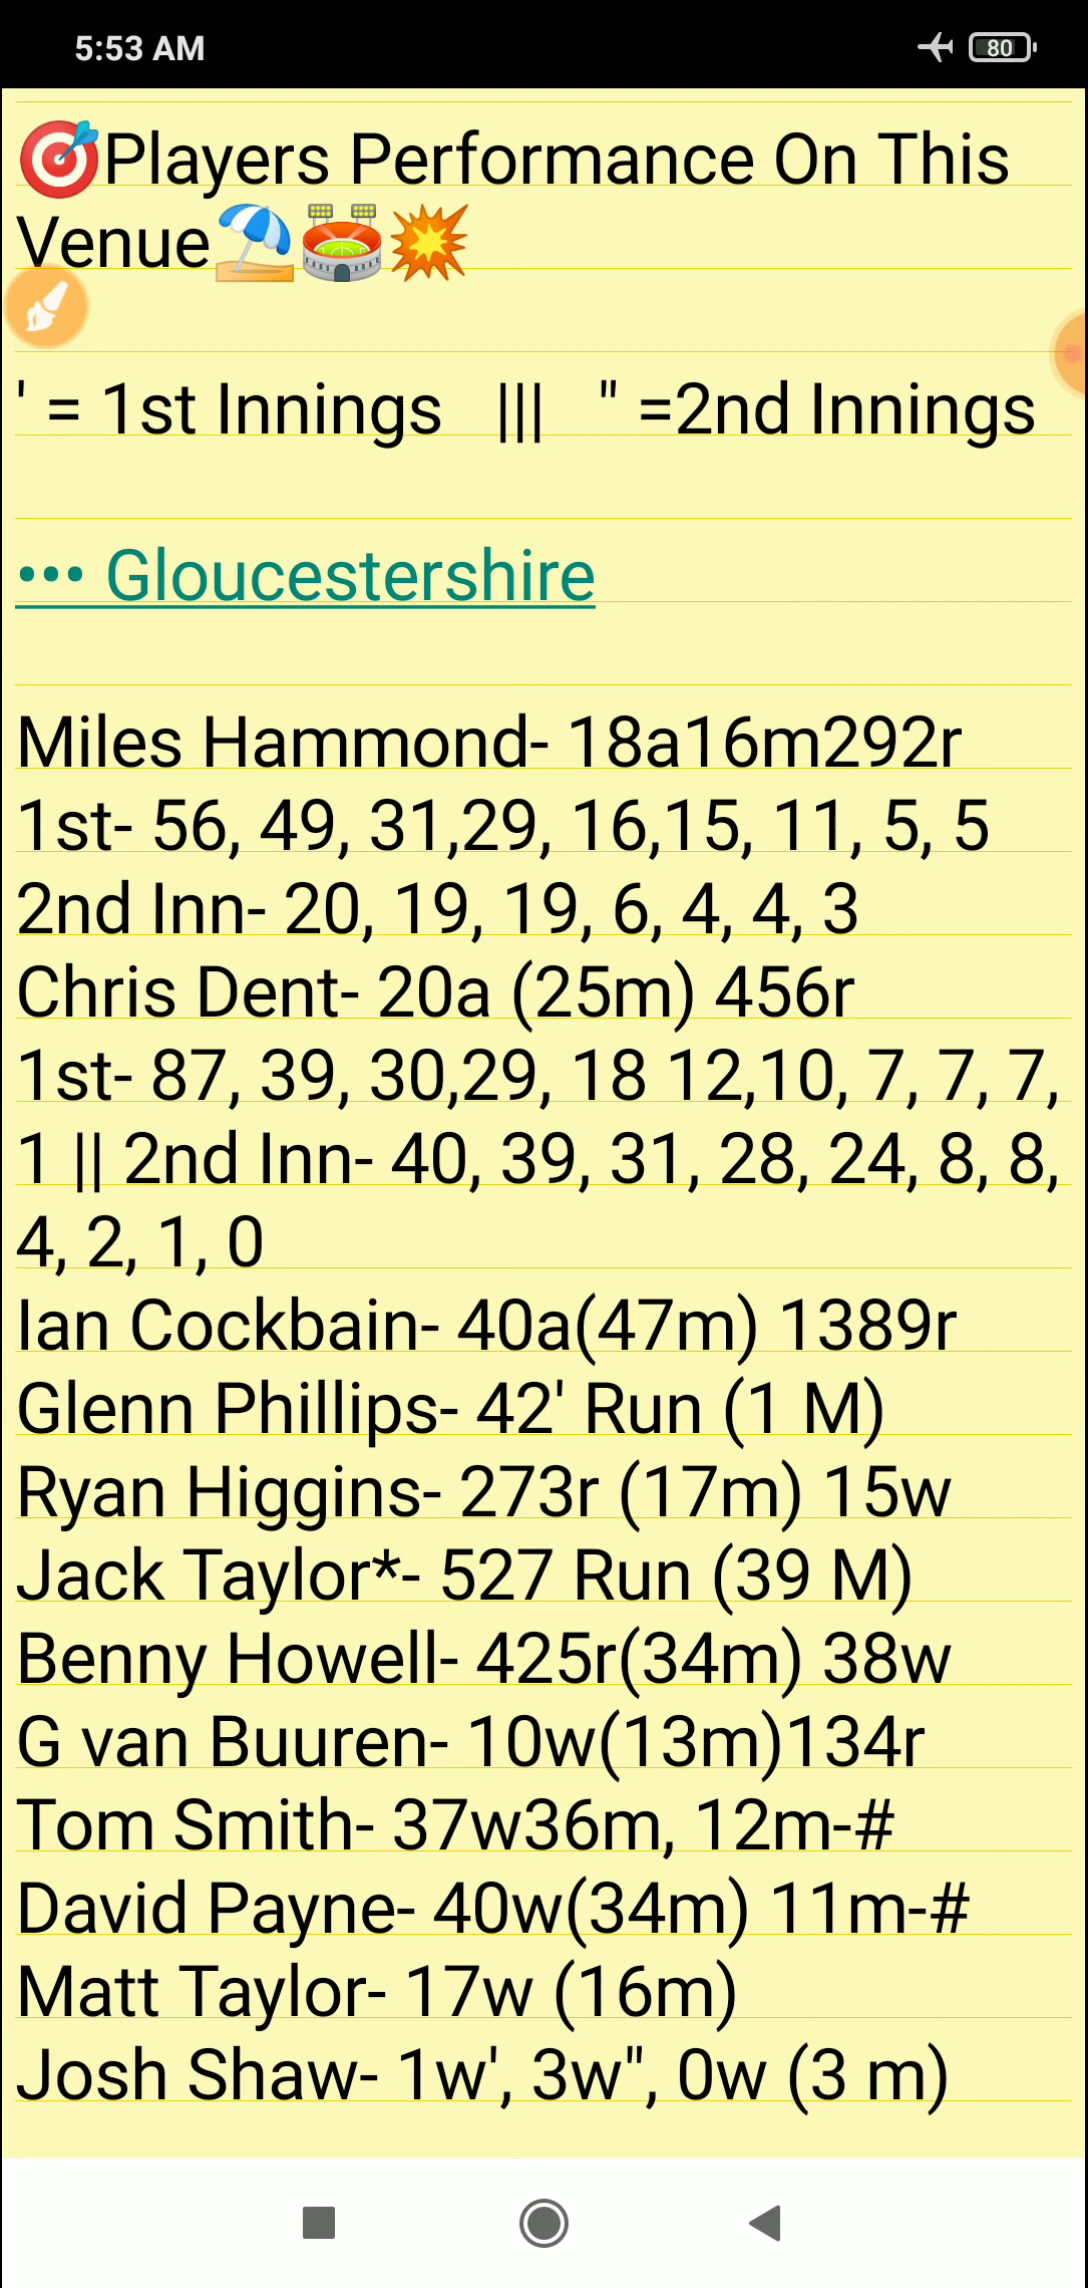 5:53 AM 80
🎯Players Performance On This
Venue⛱️🏟️💥
' = 1st Innings ||| " =2nd Innings
••• Gloucestershire
Miles Hammond- 18a16m292r
1st- 56, 49, 31,29, 16,15, 11, 5, 5
2nd Inn- 20, 19, 19, 6, 4, 4, 3
Chris Dent- 20a (25m) 456r
1st- 87, 39, 30,29, 18 12,10, 7, 7, 7,
1 || 2nd Inn- 40, 39, 31, 28, 24, 8, 8,
4, 2, 1, 0
Ian Cockbain- 40a(47m) 1389r
Glenn Phillips- 42' Run (1 M)
Ryan Higgins- 273r (17m) 15w
Jack Taylor*- 527 Run (39 M)
Benny Howell- 425r(34m) 38w
G van Buuren- 10w(13m)134r
Tom Smith- 37w36m, 12m-#
David Payne- 40w(34m) 11m-#
Matt Taylor- 17w (16m)
Josh Shaw- 1w', 3w", 0w (3 m)